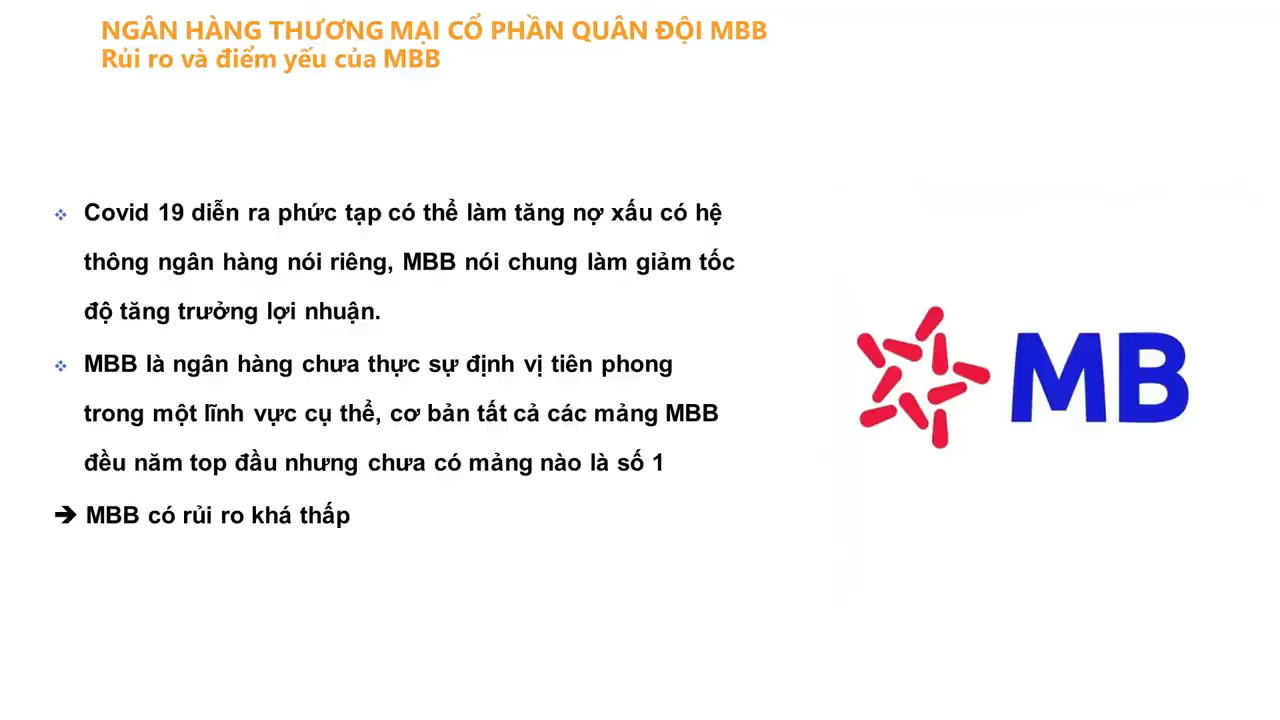 NGÂN HÀNG THƯƠNG MẠI CỔ PHẦN QUÂN ĐỘI MBB
Rủi ro và điểm yếu của MBB
❖ Covid 19 diễn ra phức tạp có thể làm tăng nợ xấu có hệ
thông ngân hàng nói riêng, MBB nói chung làm giảm tốc
độ tăng trưởng lợi nhuận.
❖ MBB là ngân hàng chưa thực sự định vị tiên phong
trong một lĩnh vực cụ thể, cơ bản tất cả các mảng MBB
đều năm top đầu nhưng chưa có mảng nào là số 1
➔ MBB có rủi ro khá thấp
MB